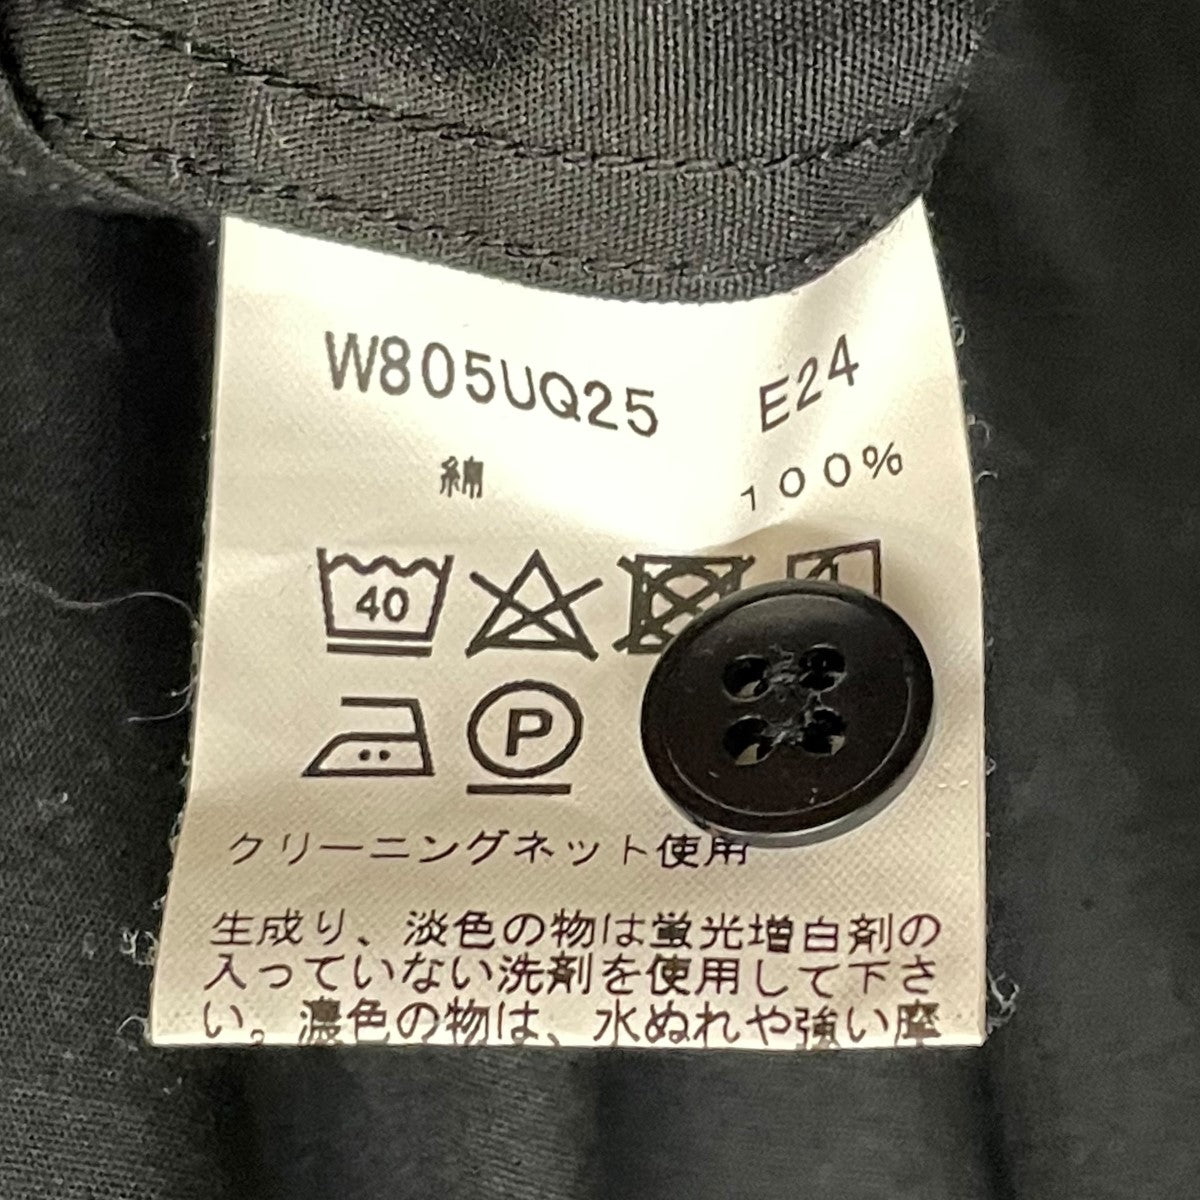 W805UQ25 E24
綿 100%
40
P
クリーニングネット使用
生成り、淡色の物は蛍光増白剤の
入っていない洗剤を使用して下さ
い。濃色の物は、水ぬれや強い摩